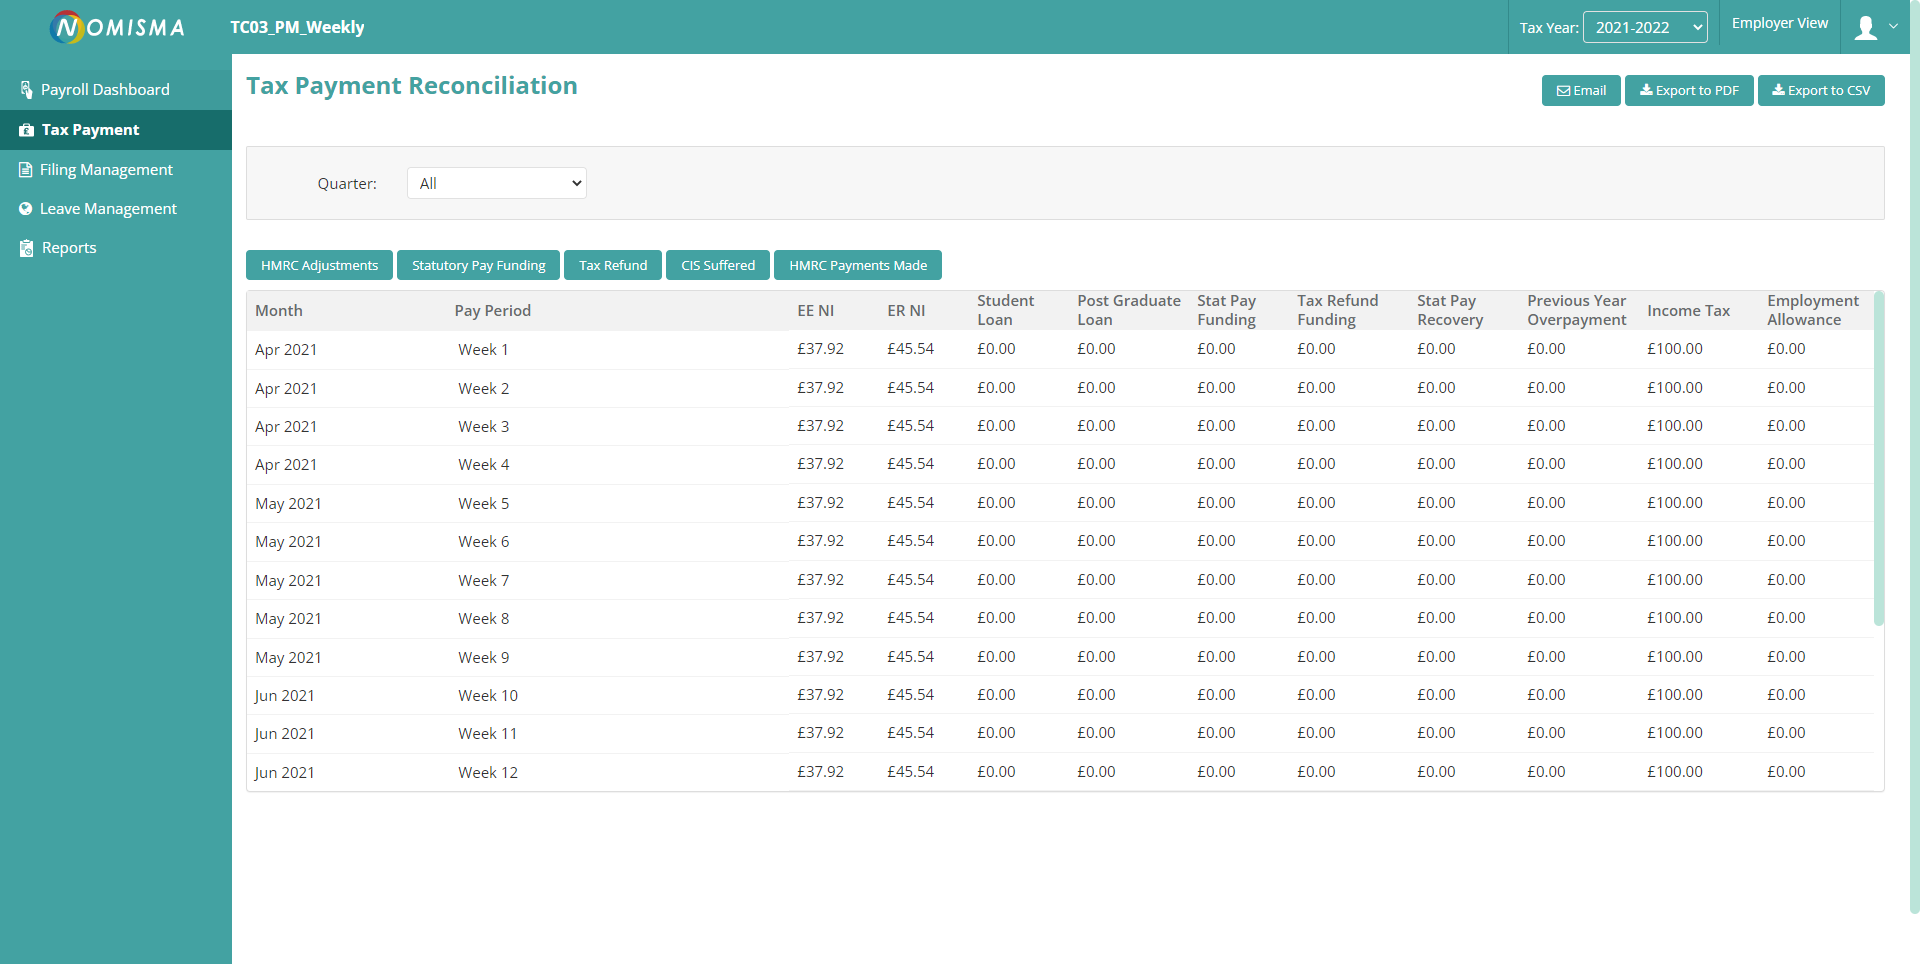 NOMISMA
TC03_PM_Weekly
Tax Year: 2021-2022
Employer View
Payroll Dashboard
Tax Payment
Filing Management
Leave Management
Reports
Tax Payment Reconciliation
Email
Export to PDF
Export to CSV
Quarter: All
HMRC Adjustments
Statutory Pay Funding
Tax Refund
CIS Suffered
HMRC Payments Made
Month Pay Period EE NI ER NI Student Loan Post Graduate Loan Stat Pay Funding Tax Refund Funding Stat Pay Recovery Previous Year Overpayment Income Tax Employment Allowance
Apr 2021 Week 1 £37.92 £45.54 £0.00 £0.00 £0.00 £0.00 £0.00 £0.00 £100.00 £0.00
Apr 2021 Week 2 £37.92 £45.54 £0.00 £0.00 £0.00 £0.00 £0.00 £0.00 £100.00 £0.00
Apr 2021 Week 3 £37.92 £45.54 £0.00 £0.00 £0.00 £0.00 £0.00 £0.00 £100.00 £0.00
Apr 2021 Week 4 £37.92 £45.54 £0.00 £0.00 £0.00 £0.00 £0.00 £0.00 £100.00 £0.00
May 2021 Week 5 £37.92 £45.54 £0.00 £0.00 £0.00 £0.00 £0.00 £0.00 £100.00 £0.00
May 2021 Week 6 £37.92 £45.54 £0.00 £0.00 £0.00 £0.00 £0.00 £0.00 £100.00 £0.00
May 2021 Week 7 £37.92 £45.54 £0.00 £0.00 £0.00 £0.00 £0.00 £0.00 £100.00 £0.00
May 2021 Week 8 £37.92 £45.54 £0.00 £0.00 £0.00 £0.00 £0.00 £0.00 £100.00 £0.00
May 2021 Week 9 £37.92 £45.54 £0.00 £0.00 £0.00 £0.00 £0.00 £0.00 £100.00 £0.00
Jun 2021 Week 10 £37.92 £45.54 £0.00 £0.00 £0.00 £0.00 £0.00 £0.00 £100.00 £0.00
Jun 2021 Week 11 £37.92 £45.54 £0.00 £0.00 £0.00 £0.00 £0.00 £0.00 £100.00 £0.00
Jun 2021 Week 12 £37.92 £45.54 £0.00 £0.00 £0.00 £0.00 £0.00 £0.00 £100.00 £0.00